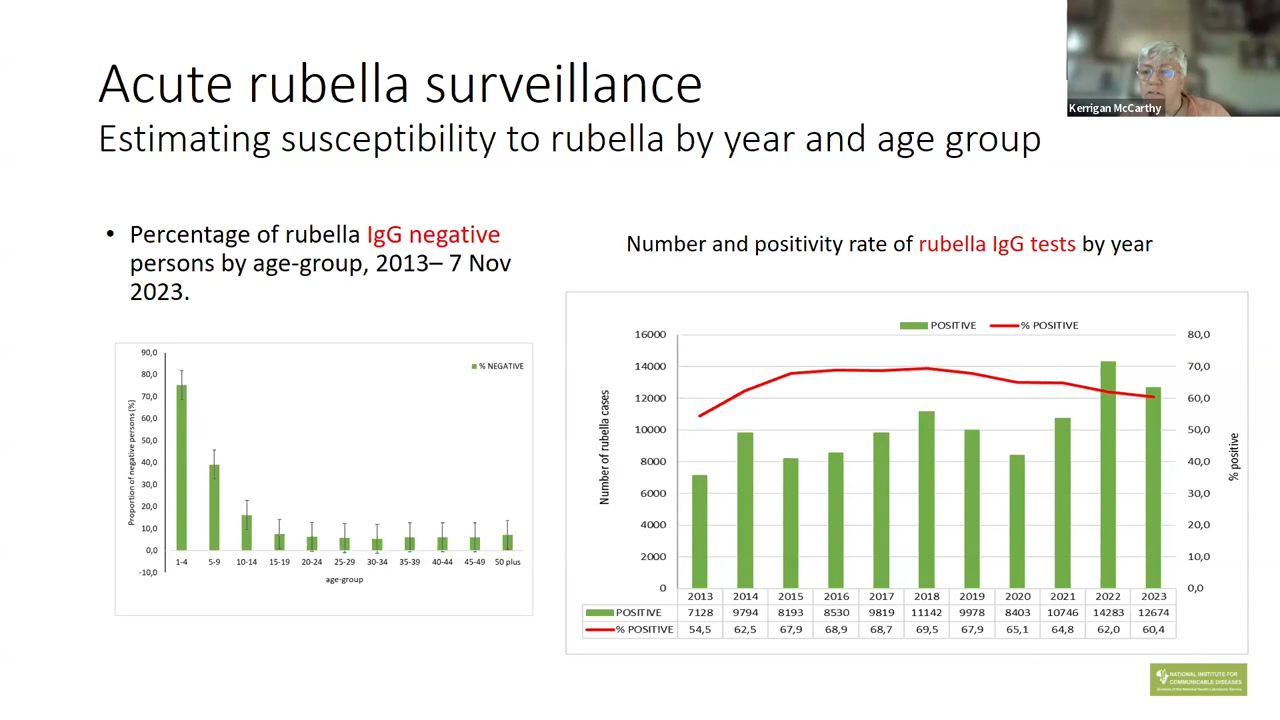 Acute rubella surveillance
Estimating susceptibility to rubella by year and age group
Kerrigan McCarthy
• Percentage of rubella IgG negative
persons by age-group, 2013– 7 Nov
2023.
% NEGATIVE
Proportion of negative persons (%)
90,0
80,0
70,0
60,0
50,0
40,0
30,0
20,0
10,0
0,0
-10,0
1-4 5-9 10-14 15-19 20-24 25-29 30-34 35-39 40-44 45-49 50 plus
age-group
Number and positivity rate of rubella IgG tests by year
POSITIVE % POSITIVE
Number of rubella cases
16000
14000
12000
10000
8000
6000
4000
2000
0
80,0
70,0
60,0
50,0
40,0
30,0
20,0
10,0
0,0
% positive
2013 2014 2015 2016 2017 2018 2019 2020 2021 2022 2023
POSITIVE 7128 9794 8193 8530 9819 11142 9978 8403 10746 14283 12674
% POSITIVE 54,5 62,5 67,9 68,9 68,7 69,5 67,9 65,1 64,8 62,0 60,4
NATIONAL INSTITUTE FOR
COMMUNICABLE DISEASES
Division of the National Health Laboratory Service